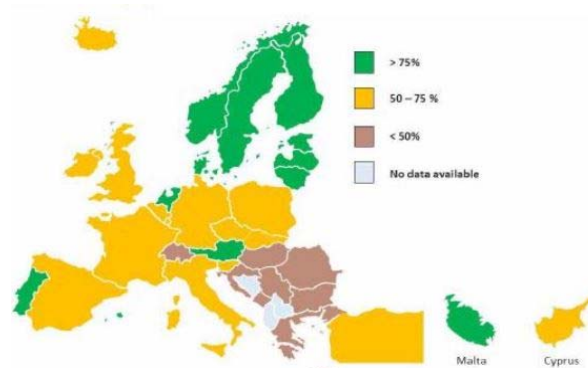 > 75%
50 – 75 %
< 50%
No data available
Malta
Cyprus